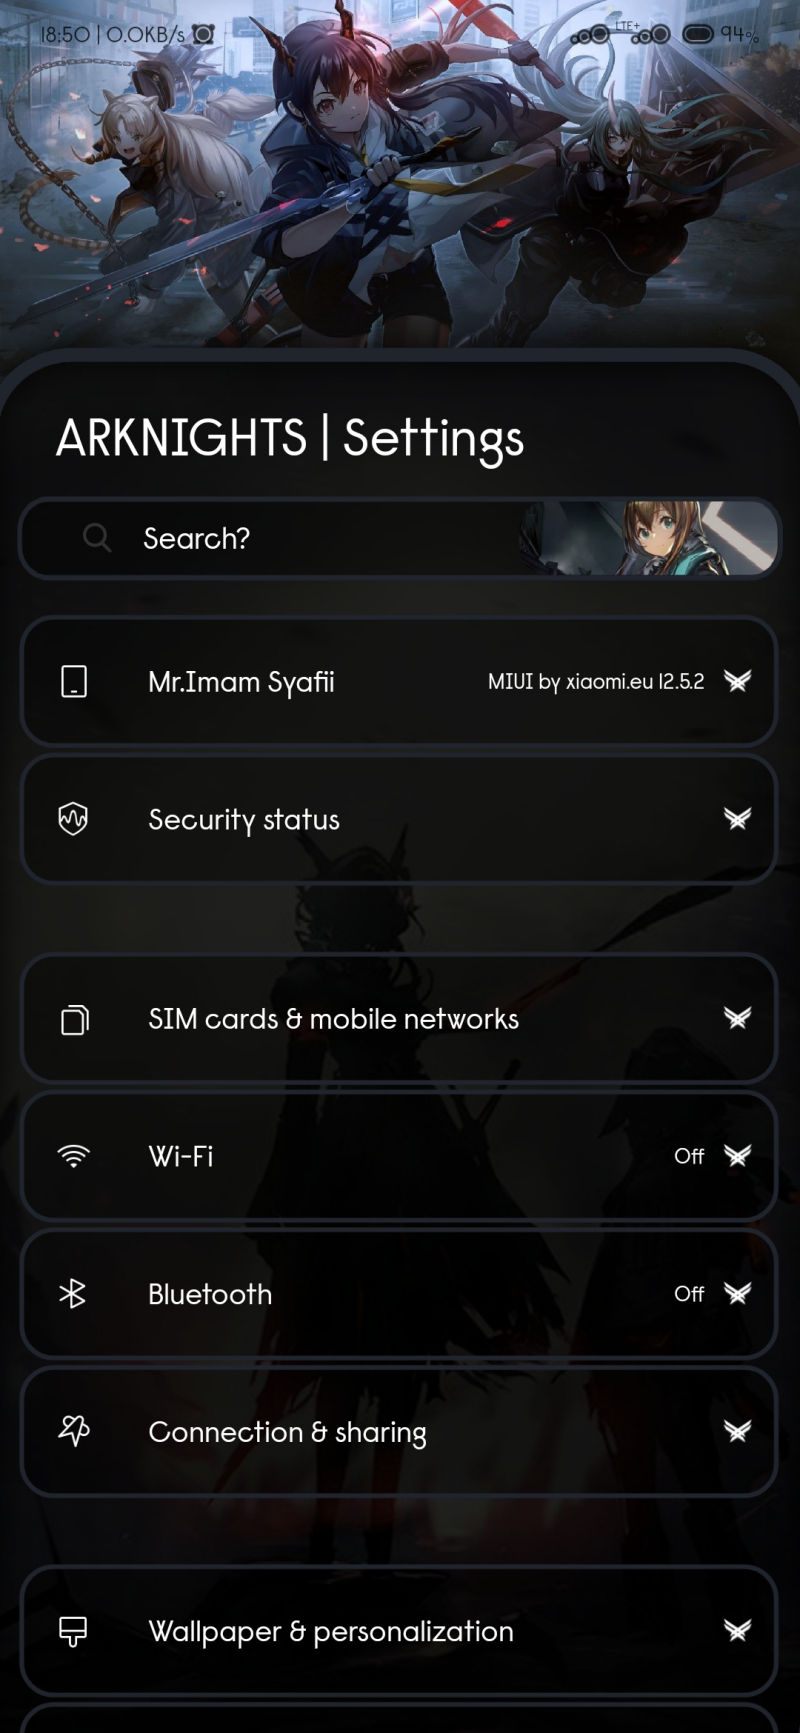 18:50 | 0.0KB/s LTE+ 94%
ARKNIGHTS | Settings
Search?
Mr.Imam Syafii MIUI by xiaomi.eu 12.5.2
Security status
SIM cards & mobile networks
Wi-Fi Off
Bluetooth Off
Connection & sharing
Wallpaper & personalization